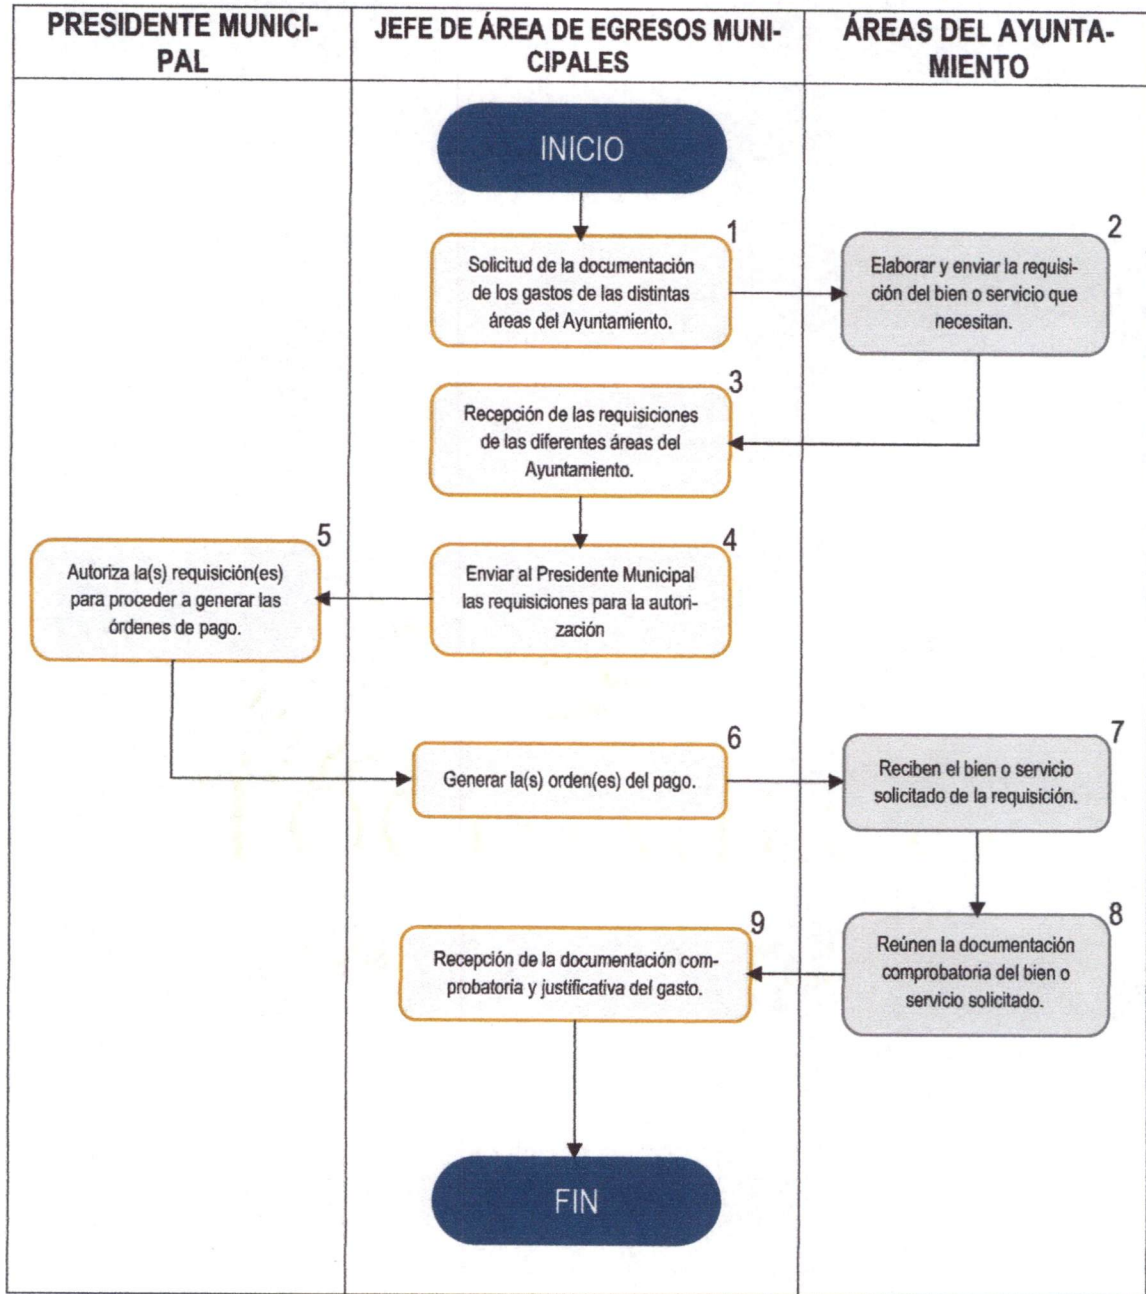 PRESIDENTE MUNICI-
PAL
JEFE DE ÁREA DE EGRESOS MUNI-
CIPALES
ÁREAS DEL AYUNTA-
MIENTO
INICIO
1
Solicitud de la documentación
de los gastos de las distintas
áreas del Ayuntamiento.
2
Elaborar y enviar la requisi-
ción del bien o servicio que
necesitan.
3
Recepción de las requisiciones
de las diferentes áreas del
Ayuntamiento.
4
Enviar al Presidente Municipal
las requisiciones para la autori-
zación
5
Autoriza la(s) requisición(es)
para proceder a generar las
órdenes de pago.
6
Generar la(s) orden(es) del pago.
7
Reciben el bien o servicio
solicitado de la requisición.
8
Reúnen la documentación
comprobatoria del bien o
servicio solicitado.
9
Recepción de la documentación com-
probatoria y justificativa del gasto.
FIN